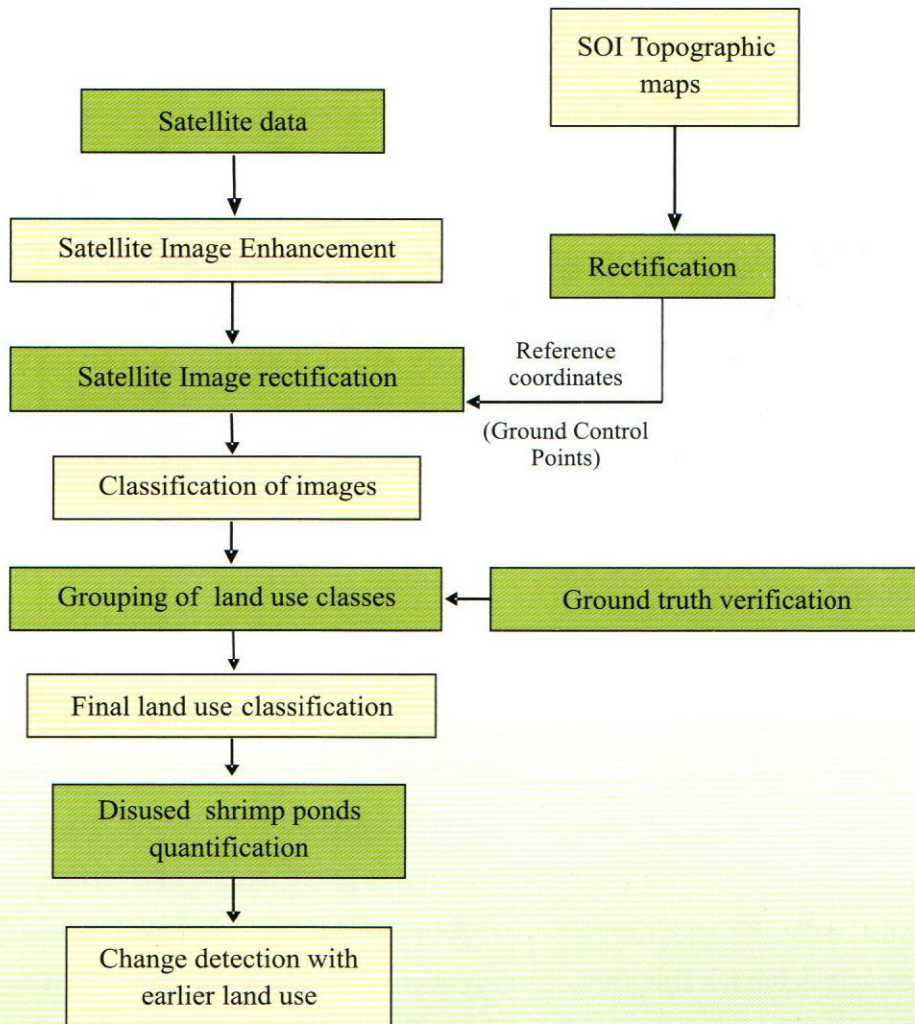 SOI Topographic
maps
Satellite data
Satellite Image Enhancement
Rectification
Satellite Image rectification
Reference
coordinates
(Ground Control
Points)
Classification of images
Grouping of land use classes
Ground truth verification
Final land use classification
Disused shrimp ponds
quantification
Change detection with
earlier land use